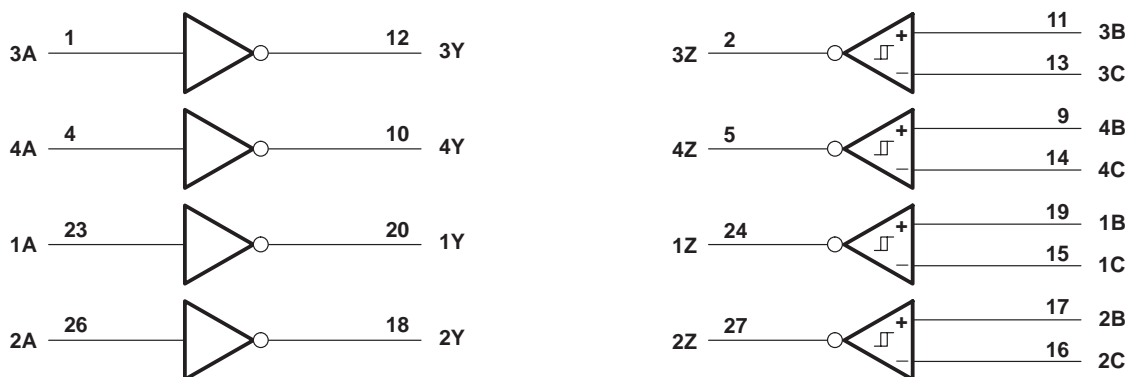 3A 1 12 3Y
4A 4 10 4Y
1A 23 20 1Y
2A 26 18 2Y
3Z 2 + 11 3B
− 13 3C
4Z 5 + 9 4B
− 14 4C
1Z 24 + 19 1B
− 15 1C
2Z 27 + 17 2B
− 16 2C